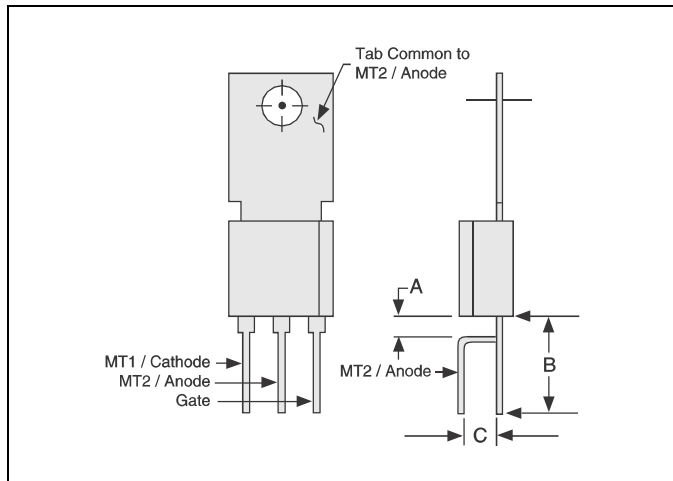 Tab Common to
MT2 / Anode
A
MT1 / Cathode
MT2 / Anode
Gate
MT2 / Anode
B
C